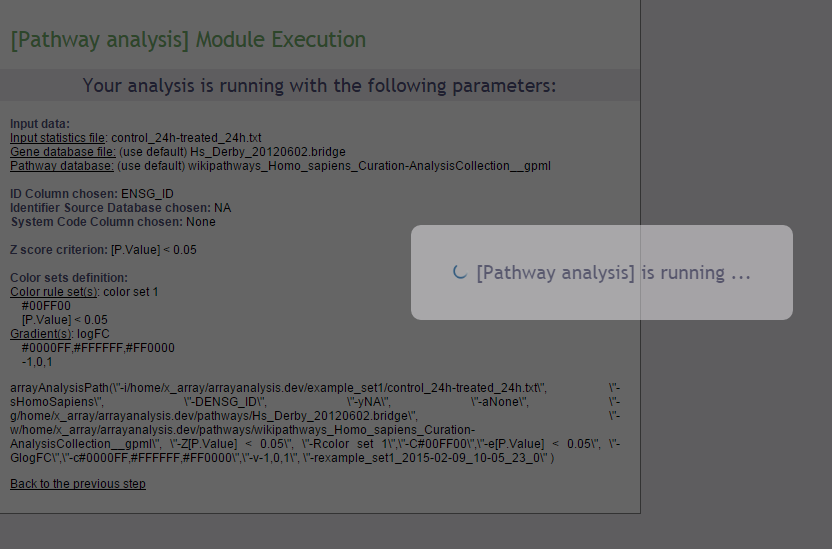 [Pathway analysis] Module Execution
Your analysis is running with the following parameters:
Input data:
Input statistics file: control_24h-treated_24h.txt
Gene database file: (use default) Hs_Derby_20120602.bridge
Pathway database: (use default) wikipathways_Homo_sapiens_Curation-AnalysisCollection__gpml
ID Column chosen: ENSG_ID
Identifier Source Database chosen: NA
System Code Column chosen: None
Z score criterion: [P.Value] < 0.05
Color sets definition:
Color rule set(s): color set 1
#00FF00
[P.Value] < 0.05
Gradient(s): logFC
#0000FF,#FFFFFF,#FF0000
-1,0,1
[Pathway analysis] is running ...
arrayAnalysisPath(\"-i/home/x_array/arrayanalysis.dev/example_set1/control_24h-treated_24h.txt\", \"-
sHomoSapiens\", \"-DENSG_ID\", \"-yNA\", \"-aNone\", \"-
g/home/x_array/arrayanalysis.dev/pathways/Hs_Derby_20120602.bridge\", \"-
w/home/x_array/arrayanalysis.dev/pathways/wikipathways_Homo_sapiens_Curation-
AnalysisCollection__gpml\", \"-Z[P.Value] < 0.05\", \"-Rcolor set 1\",\"-C#00FF00\",\"-e[P.Value] < 0.05\", \"-
GlogFC\",\"-c#0000FF,#FFFFFF,#FF0000\",\"-v-1,0,1\", \"-rexample_set1_2015-02-09_10-05_23_0\" )
Back to the previous step